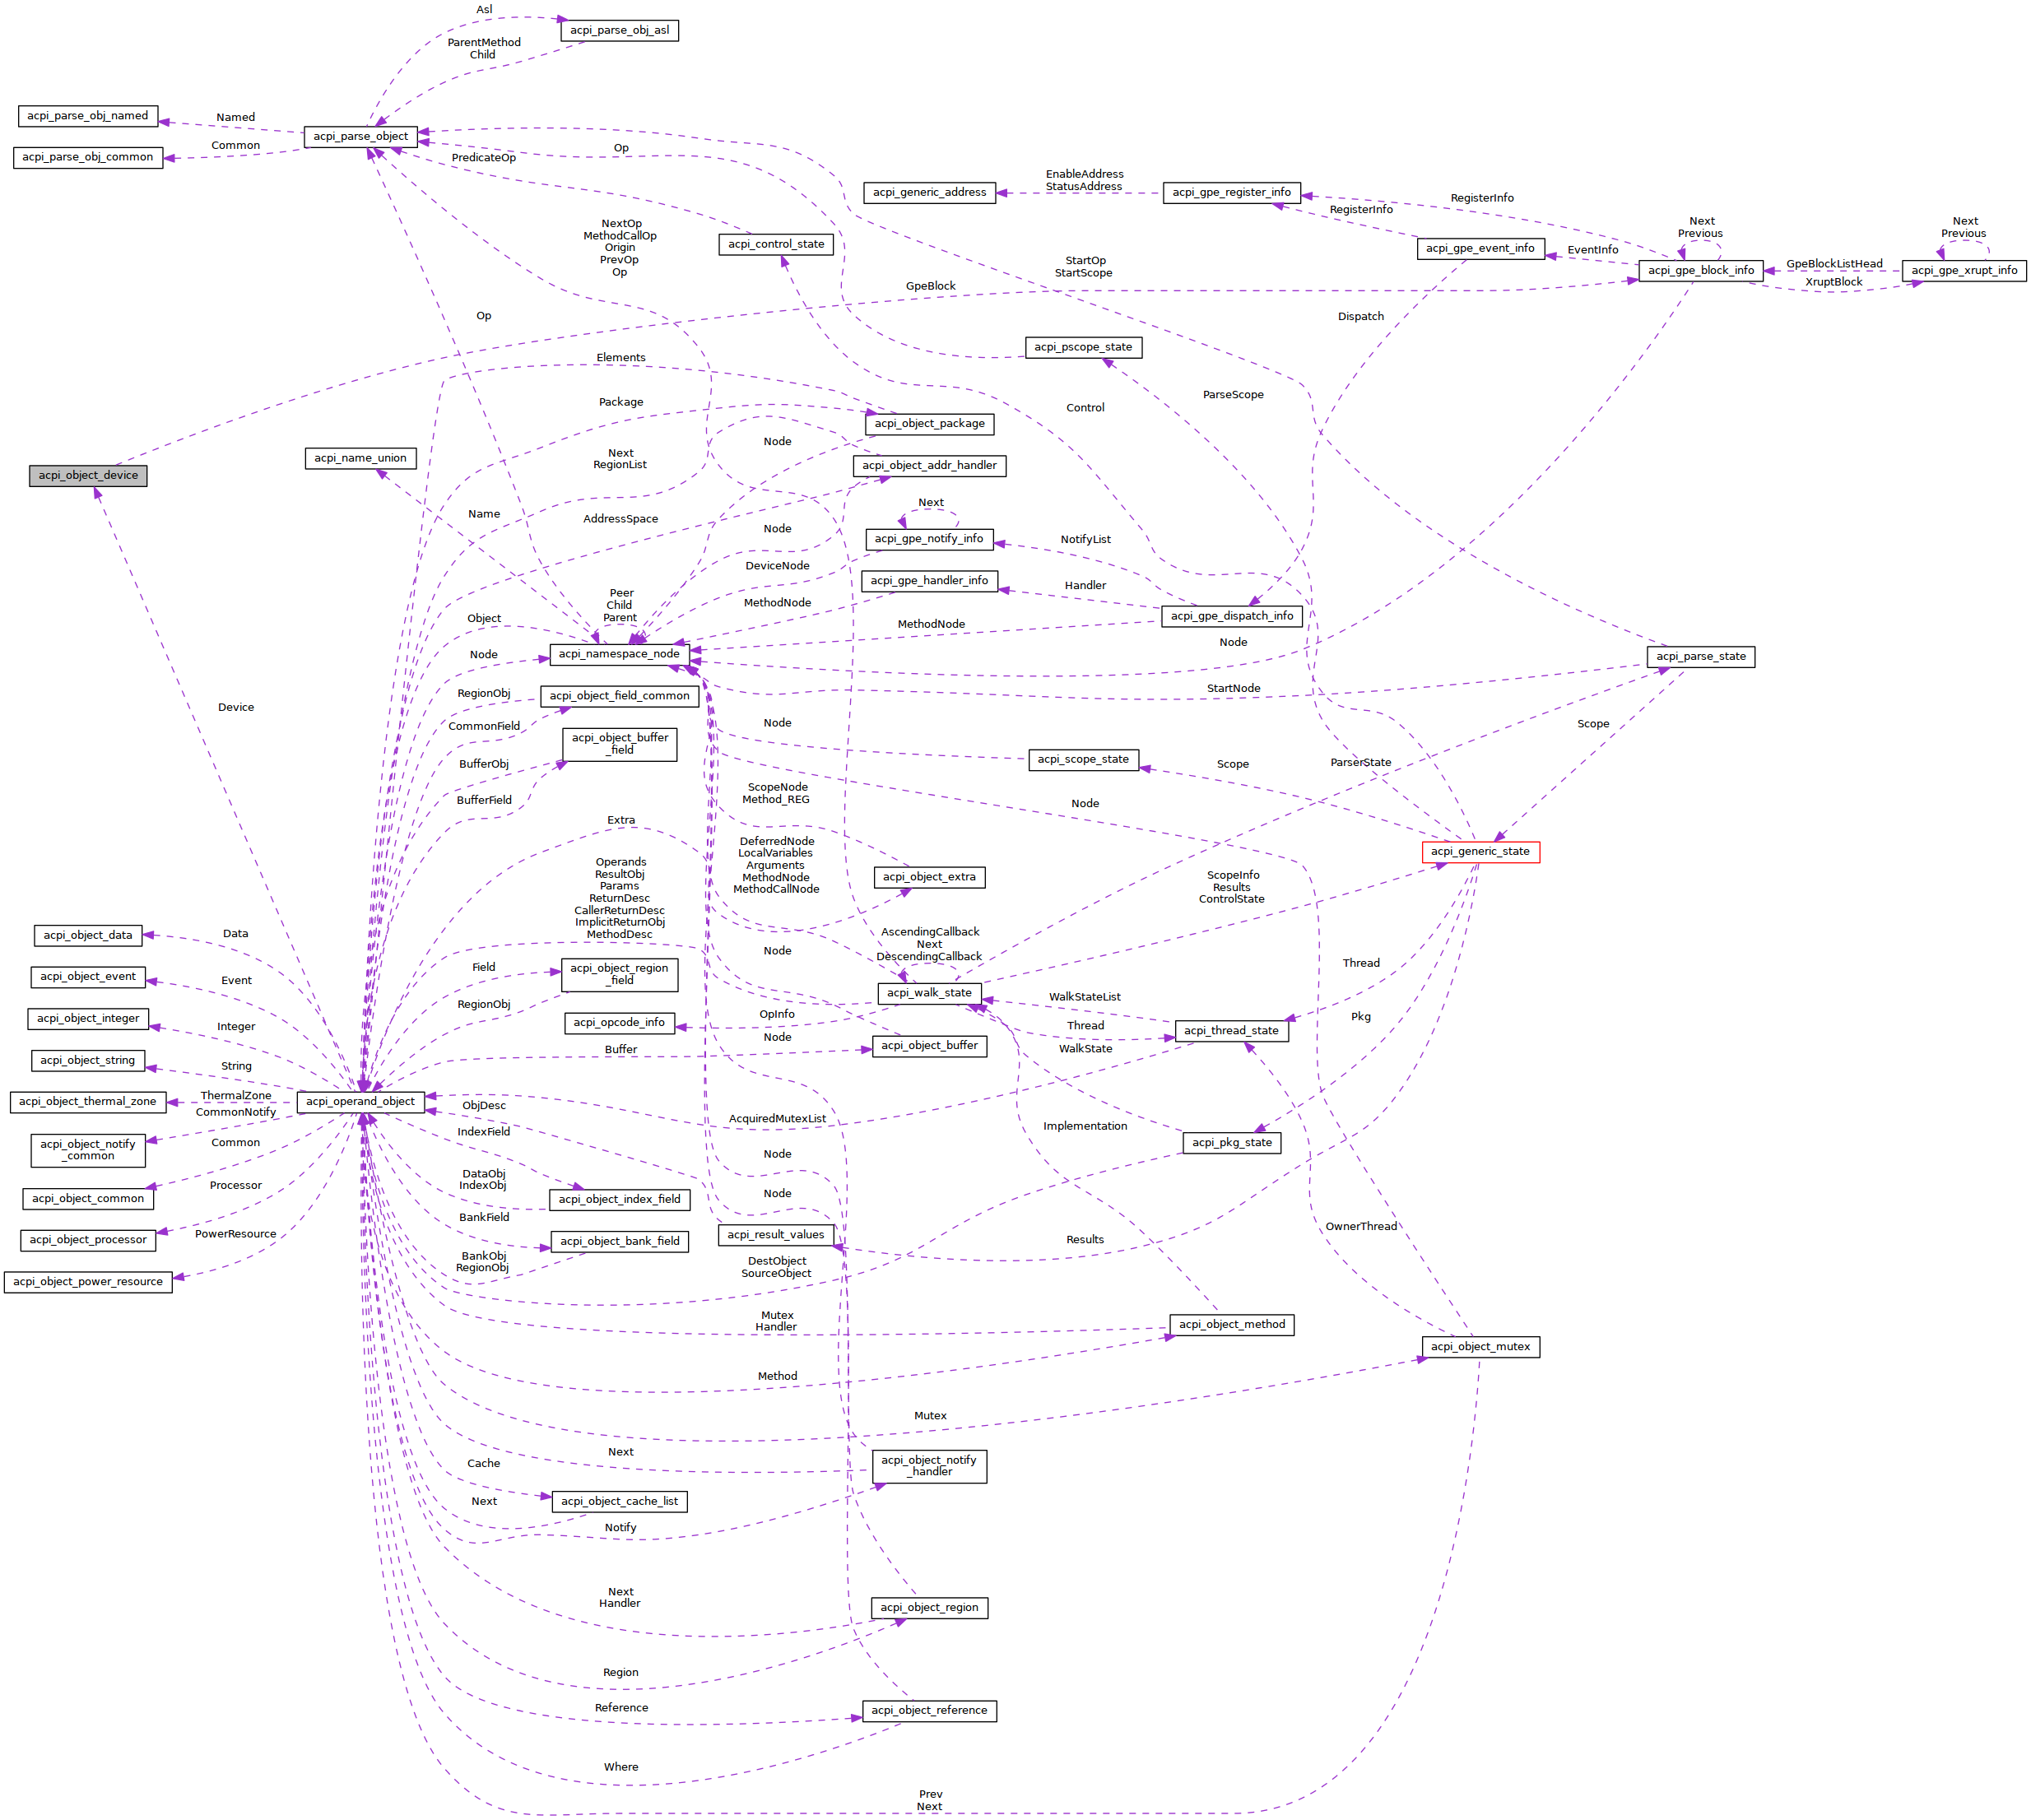 Asl
acpi_parse_obj_asl
ParentMethod
Child
acpi_parse_obj_named
Named
acpi_parse_object
Common
acpi_parse_obj_common
Op
PredicateOp
acpi_generic_address
EnableAddress
StatusAddress
acpi_gpe_register_info
RegisterInfo
RegisterInfo
Next
Previous
Next
Previous
NextOp
MethodCallOp
Origin
PrevOp
Op
acpi_control_state
acpi_gpe_event_info
EventInfo
acpi_gpe_block_info
GpeBlockListHead
acpi_gpe_xrupt_info
XruptBlock
StartOp
StartScope
GpeBlock
Op
Dispatch
acpi_pscope_state
Elements
Package
Control
ParseScope
acpi_object_package
Node
acpi_name_union
Next
RegionList
acpi_object_addr_handler
acpi_object_device
Name
AddressSpace
Next
Node
acpi_gpe_notify_info
NotifyList
DeviceNode
acpi_gpe_handler_info
Handler
Peer
Child
Parent
MethodNode
acpi_gpe_dispatch_info
Object
MethodNode
Node
acpi_namespace_node
Node
acpi_parse_state
RegionObj
acpi_object_field_common
StartNode
Device
CommonField
acpi_object_buffer
_field
Node
Scope
BufferObj
acpi_scope_state
Scope
ParserState
BufferField
ScopeNode
Method_REG
Node
Extra
DeferredNode
LocalVariables
Arguments
MethodNode
MethodCallNode
acpi_generic_state
Operands
ResultObj
Params
ReturnDesc
CallerReturnDesc
ImplicitReturnObj
MethodDesc
acpi_object_extra
ScopeInfo
Results
ControlState
acpi_object_data
Data
AscendingCallback
Next
DescendingCallback
Node
acpi_object_event
Event
Field
acpi_object_region
_field
Thread
acpi_walk_state
WalkStateList
RegionObj
acpi_object_integer
Integer
acpi_opcode_info
OpInfo
Thread
acpi_thread_state
Pkg
Node
Buffer
acpi_object_buffer
WalkState
acpi_object_string
String
acpi_object_thermal_zone
ThermalZone
acpi_operand_object
ObjDesc
CommonNotify
AcquiredMutexList
Implementation
IndexField
acpi_object_notify
_common
Common
acpi_pkg_state
Node
DataObj
IndexObj
Processor
acpi_object_common
acpi_object_index_field
Node
BankField
OwnerThread
acpi_object_processor
PowerResource
acpi_object_bank_field
acpi_result_values
Results
BankObj
RegionObj
DestObject
SourceObject
acpi_object_power_resource
Mutex
Handler
acpi_object_method
acpi_object_mutex
Method
Mutex
Next
acpi_object_notify
_handler
Cache
acpi_object_cache_list
Next
Notify
Next
Handler
acpi_object_region
Region
Reference
acpi_object_reference
Where
Prev
Next